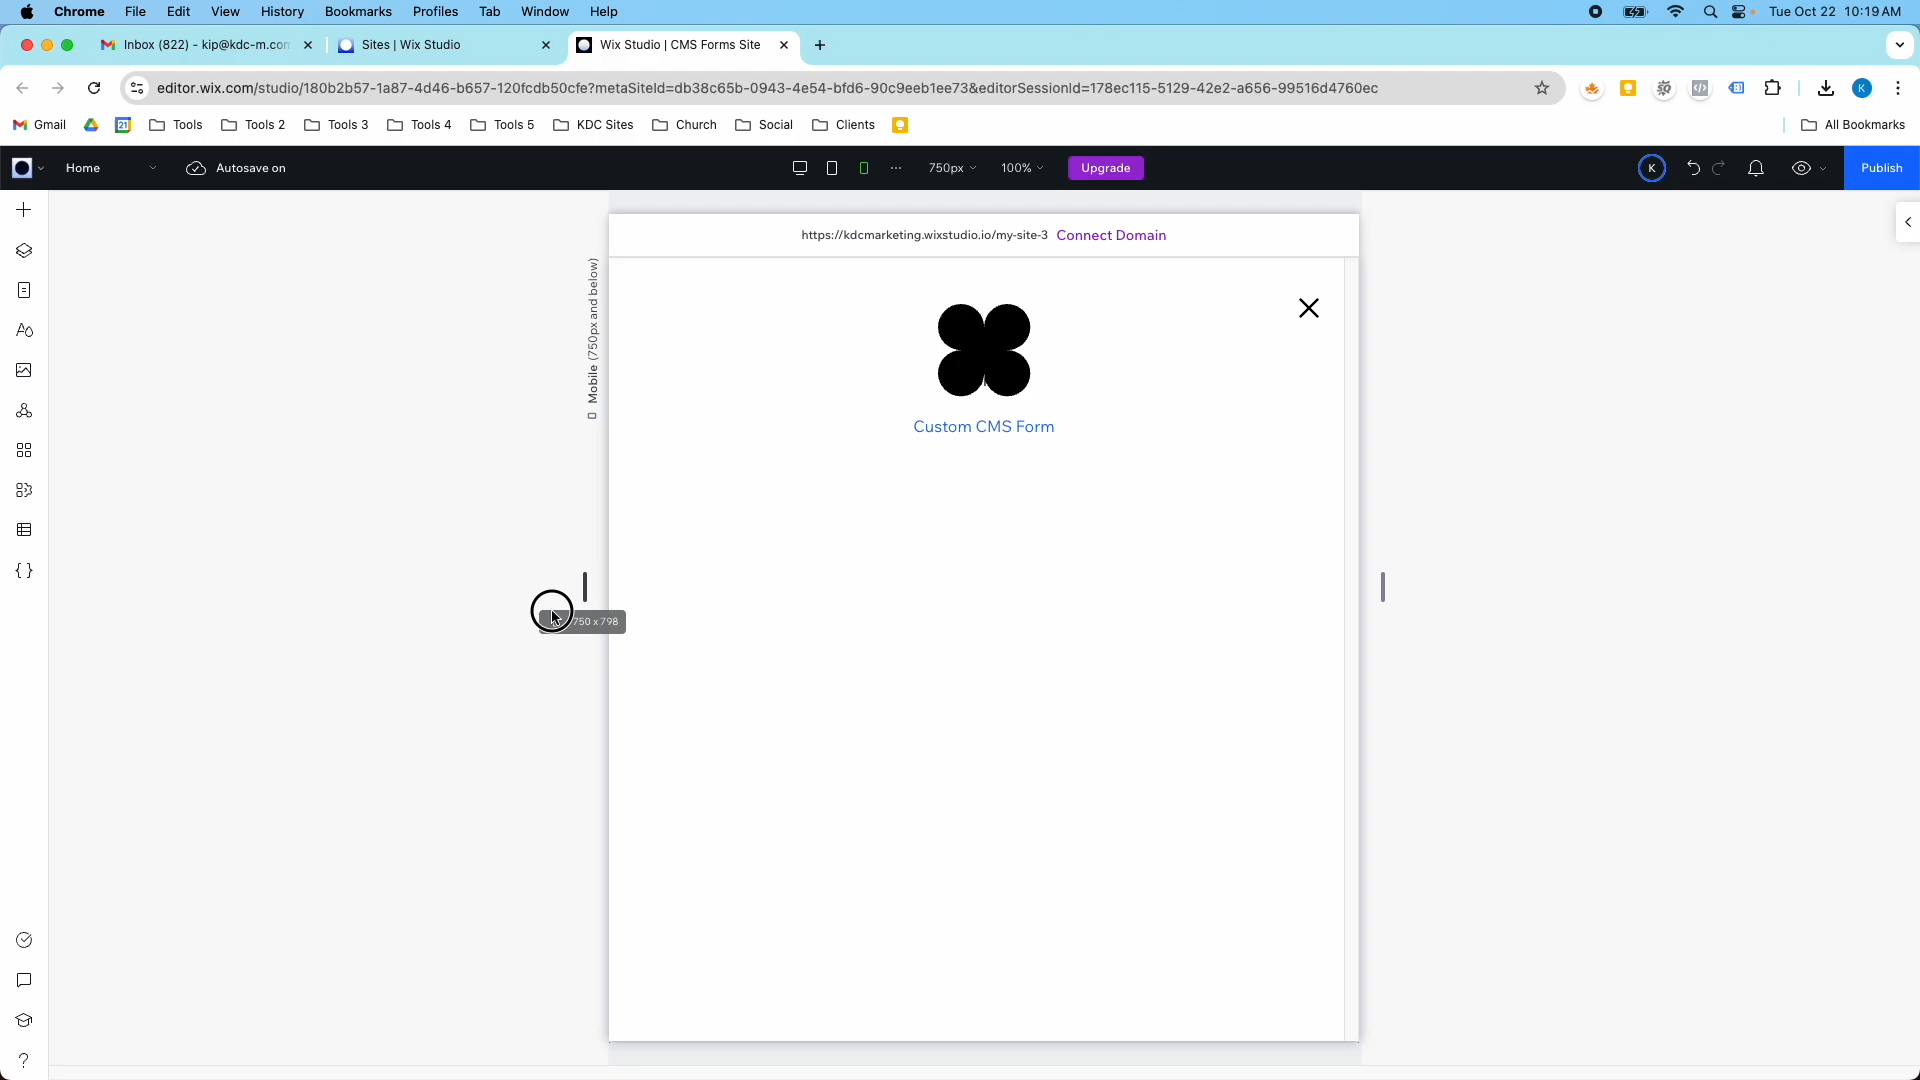 Chrome File Edit View History Bookmarks Profiles Tab Window Help Tue Oct 22 10:19 AM
Inbox (822) - kip@kdc-m.con Sites | Wix Studio Wix Studio | CMS Forms Site
editor.wix.com/studio/180b2b57-1a87-4d46-b657-120fcdb50cfe?metaSiteId=db38c65b-0943-4e54-bfd6-90c9eeb1ee73&editorSessionId=178ec115-5129-42e2-a656-99516d4760ec K
Gmail 21 Tools Tools 2 Tools 3 Tools 4 Tools 5 KDC Sites Church Social Clients All Bookmarks
Home Autosave on 750px 100% Upgrade K Publish
https://kdcmarketing.wixstudio.io/my-site-3 Connect Domain
Mobile (750px and below)
Custom CMS Form
750 x 798